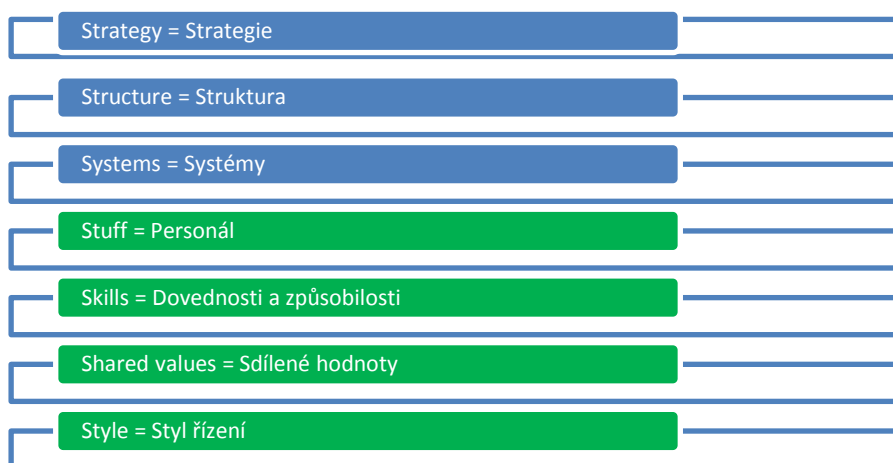 Strategy = Strategie
Structure = Struktura
Systems = Systémy
Stuff = Personál
Skills = Dovednosti a způsobilosti
Shared values = Sdílené hodnoty
Style = Styl řízení